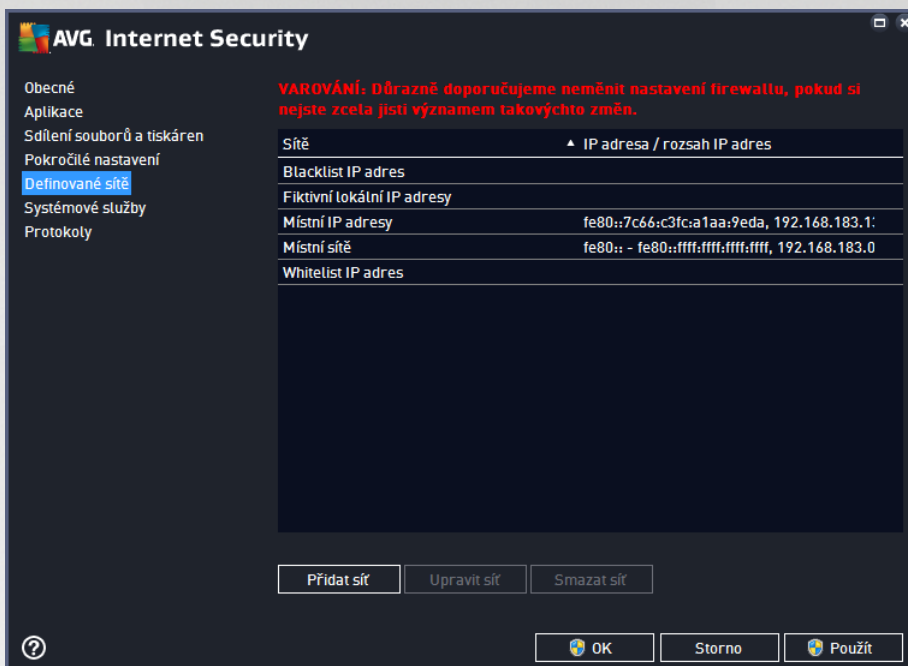 AVG Internet Security
Obecné
Aplikace
Sdílení souborů a tiskáren
Pokročilé nastavení
Definované sítě
Systémové služby
Protokoly
VAROVÁNÍ: Důrazně doporučujeme neměnit nastavení firewallu, pokud si
nejste zcela jisti významem takovýchto změn.
Sítě IP adresa / rozsah IP adres
Blacklist IP adres
Fiktivní lokální IP adresy
Místní IP adresy fe80::7c66:c3fc:a1aa:9eda, 192.168.183.1
Místní sítě fe80:: - fe80::ffff:ffff:ffff:ffff, 192.168.183.0
Whitelist IP adres
Přidat síť Upravit síť Smazat síť
OK Storno Použít